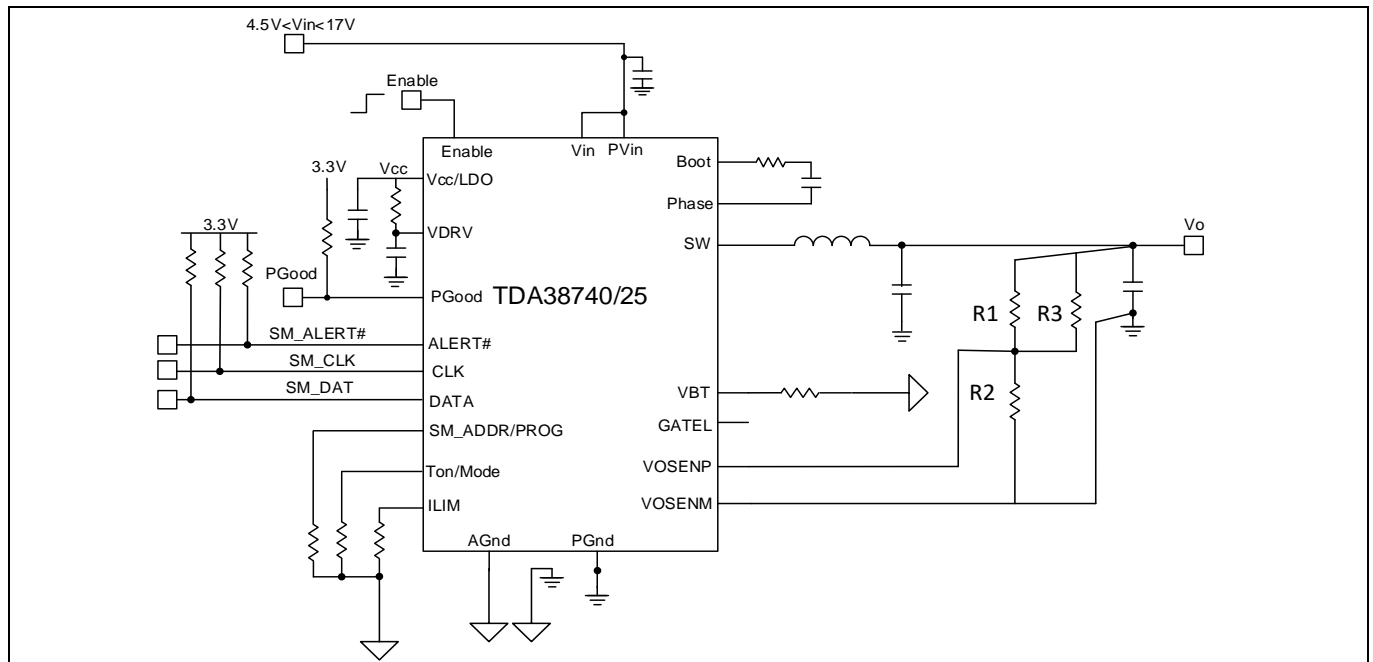 4.5V<Vin<17V
Enable
Enable
Vin PVin
3.3V
Vcc
Vcc/LDO
Boot
Phase
3.3V
VDRV
SW
Vo
PGood
PGood
TDA38740/25
R1 R3
SM_ALERT#
ALERT#
SM_CLK
CLK
SM_DAT
DATA
VBT
R2
SM_ADDR/PROG
GATEL
Ton/Mode
VOSENP
ILIM
VOSENM
AGnd PGnd